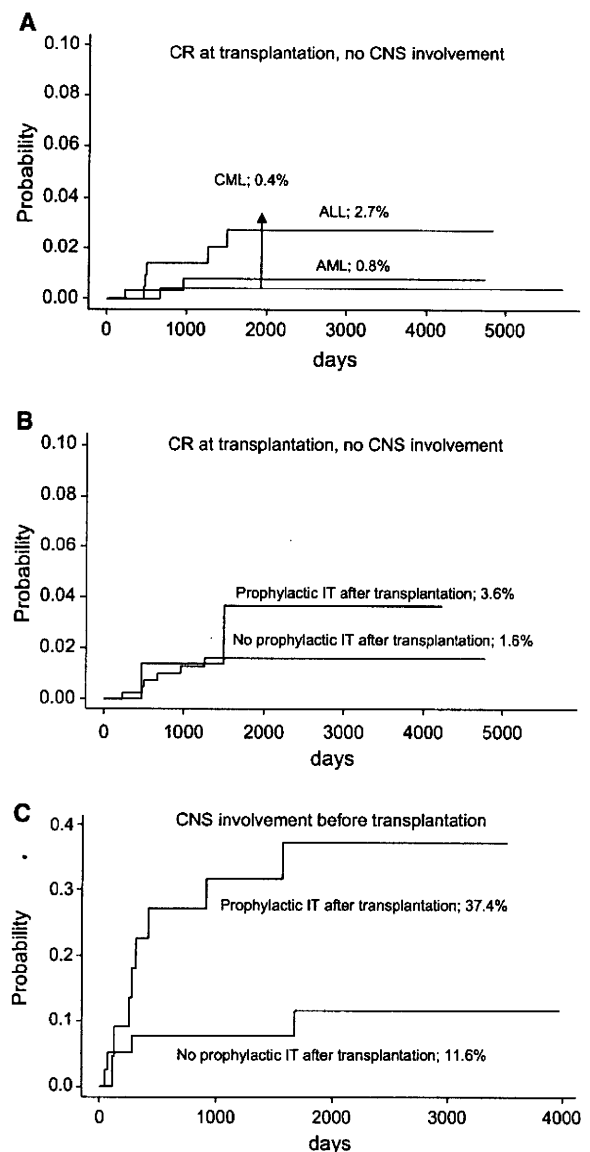 A
CR at transplantation, no CNS involvement
0.10
0.08
0.06
0.04
0.02
0.00
Probability
CML; 0.4%
ALL; 2.7%
AML; 0.8%
0 1000 2000 3000 4000 5000
days
B
CR at transplantation, no CNS involvement
0.10
0.08
0.06
0.04
0.02
0.00
Probability
Prophylactic IT after transplantation; 3.6%
No prophylactic IT after transplantation; 1.6%
0 1000 2000 3000 4000 5000
days
C
CNS involvement before transplantation
0.4
0.3
0.2
0.1
0.0
Probability
Prophylactic IT after transplantation; 37.4%
No prophylactic IT after transplantation; 11.6%
0 1000 2000 3000 4000
days